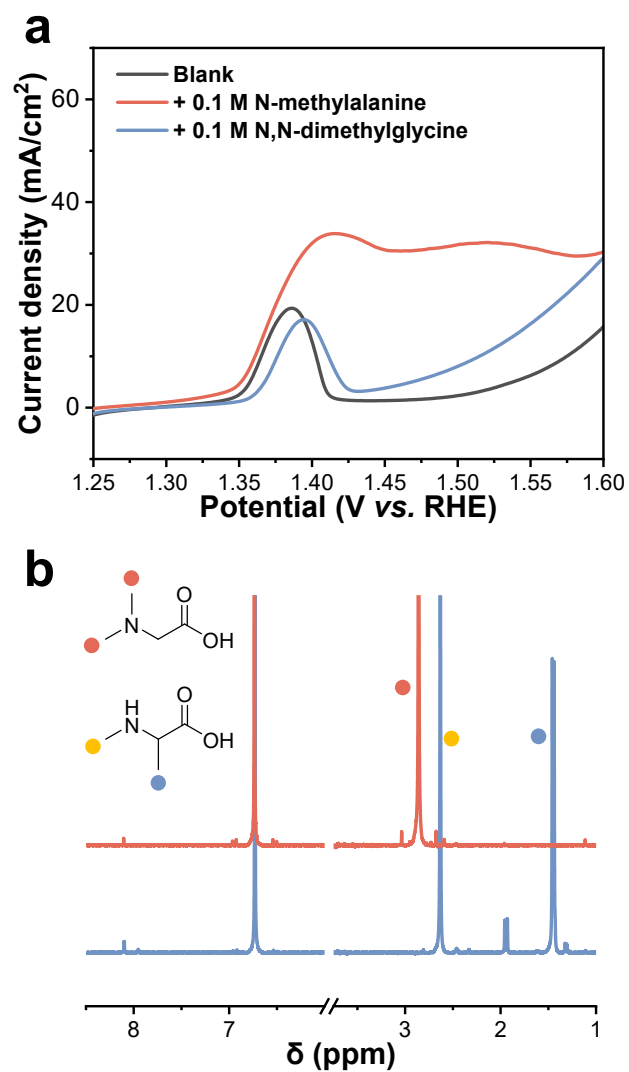 a
Blank
+ 0.1 M N-methylalanine
+ 0.1 M N,N-dimethylglycine
Current density (mA/cm²)
60
40
20
0
1.25 1.30 1.35 1.40 1.45 1.50 1.55 1.60
Potential (V vs. RHE)
b
O
N
OH
H
N
O
OH
8 7 3 2 1
δ (ppm)